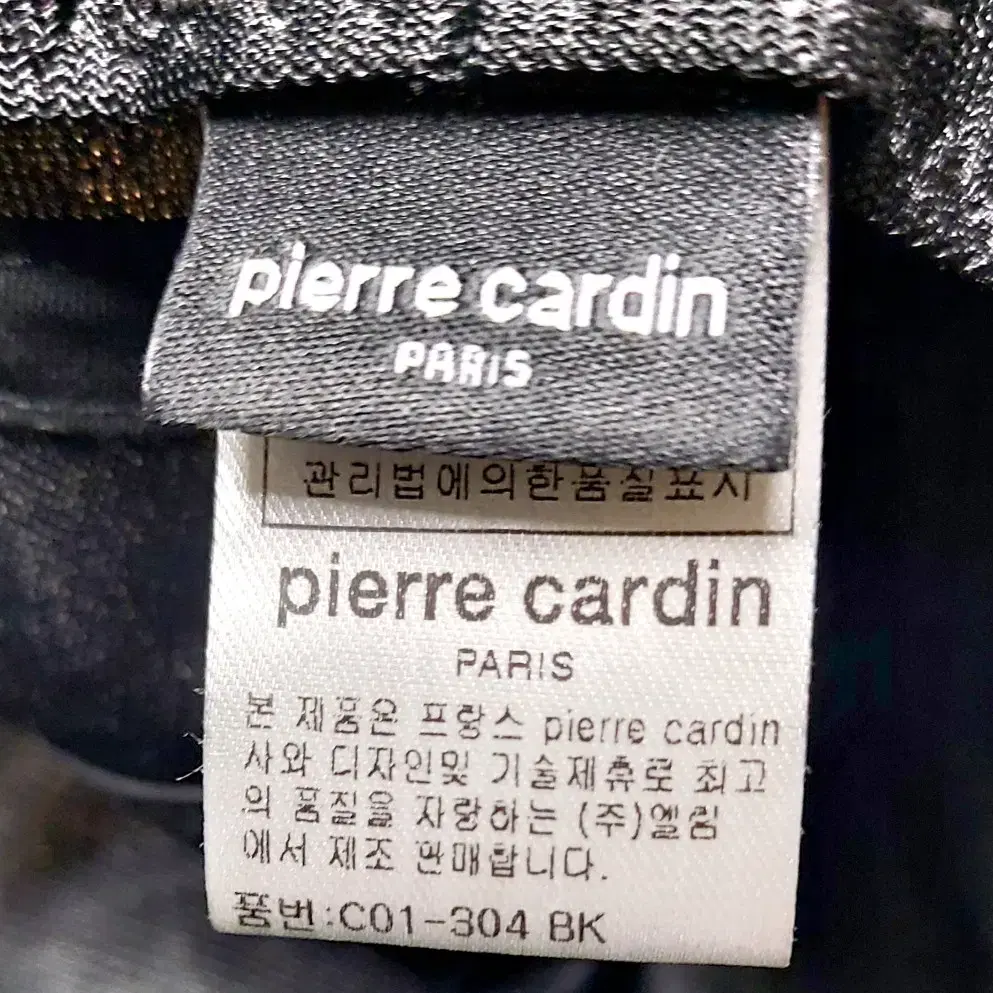 pierre cardin
PARIS
관리법에의한품질표시
pierre cardin
PARIS
본 제품은 프랑스 pierre cardin
사와 디자인및 기술제휴로 최고
의 품질을 자랑하는 (주)엘림
에서 제조 판매합니다.
품번:C01-304 BK